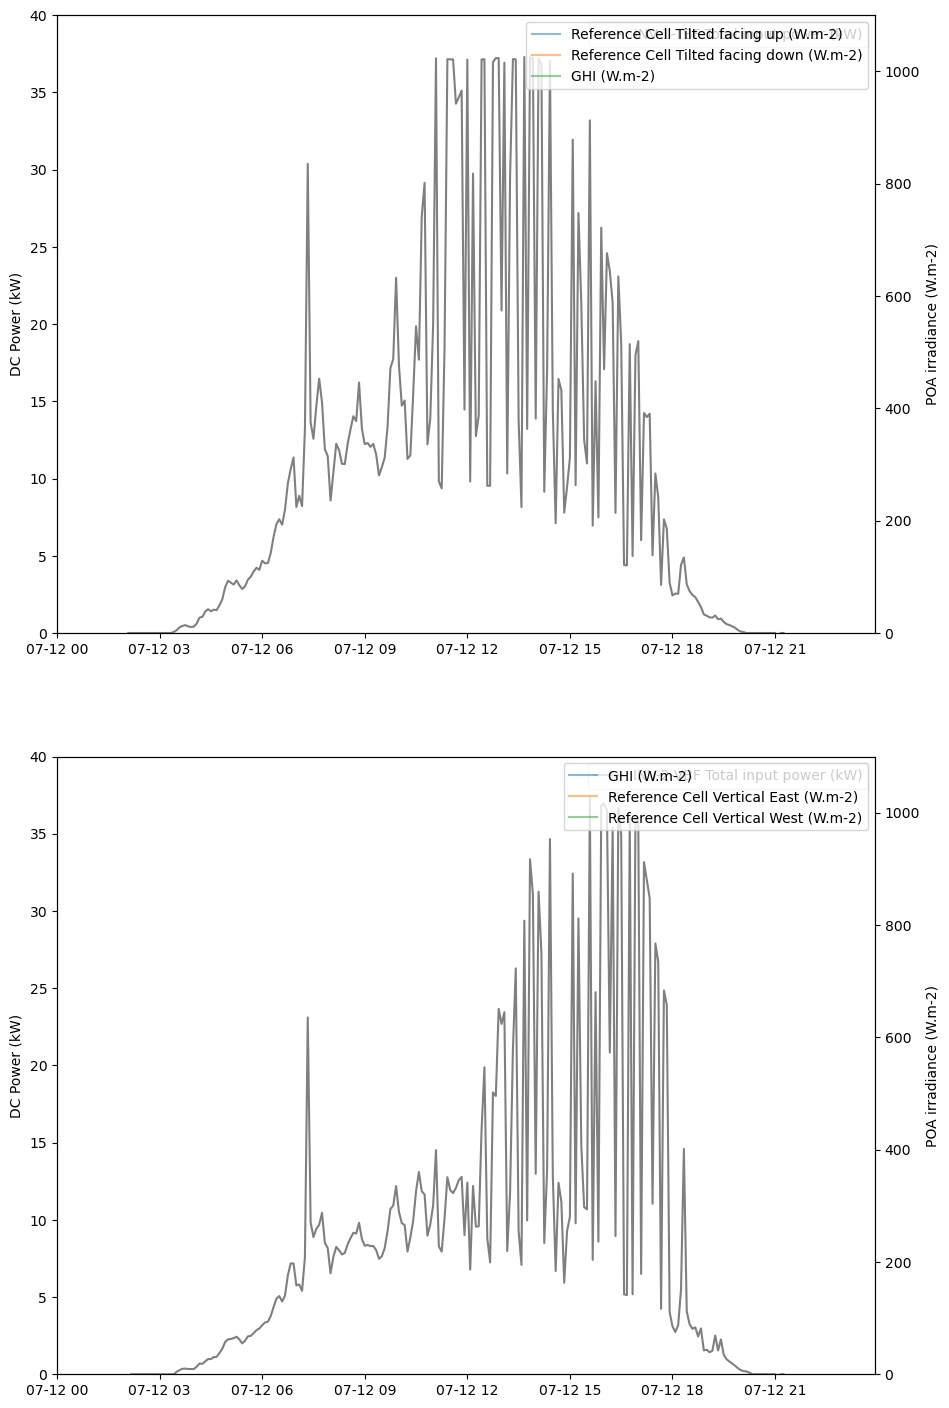 40
35
30
25
20
15
10
5
0
DC Power (kW)
Reference Cell Tilted facing up (W.m-2)
Reference Cell Tilted facing down (W.m-2)
GHI (W.m-2)
1000
800
600
400
200
0
POA irradiance (W.m-2)
07-12 00 07-12 03 07-12 06 07-12 09 07-12 12 07-12 15 07-12 18 07-12 21
40
35
30
25
20
15
10
5
0
DC Power (kW)
GHI (W.m-2)
Total input power (kW)
Reference Cell Vertical East (W.m-2)
Reference Cell Vertical West (W.m-2)
1000
800
600
400
200
0
POA irradiance (W.m-2)
07-12 00 07-12 03 07-12 06 07-12 09 07-12 12 07-12 15 07-12 18 07-12 21